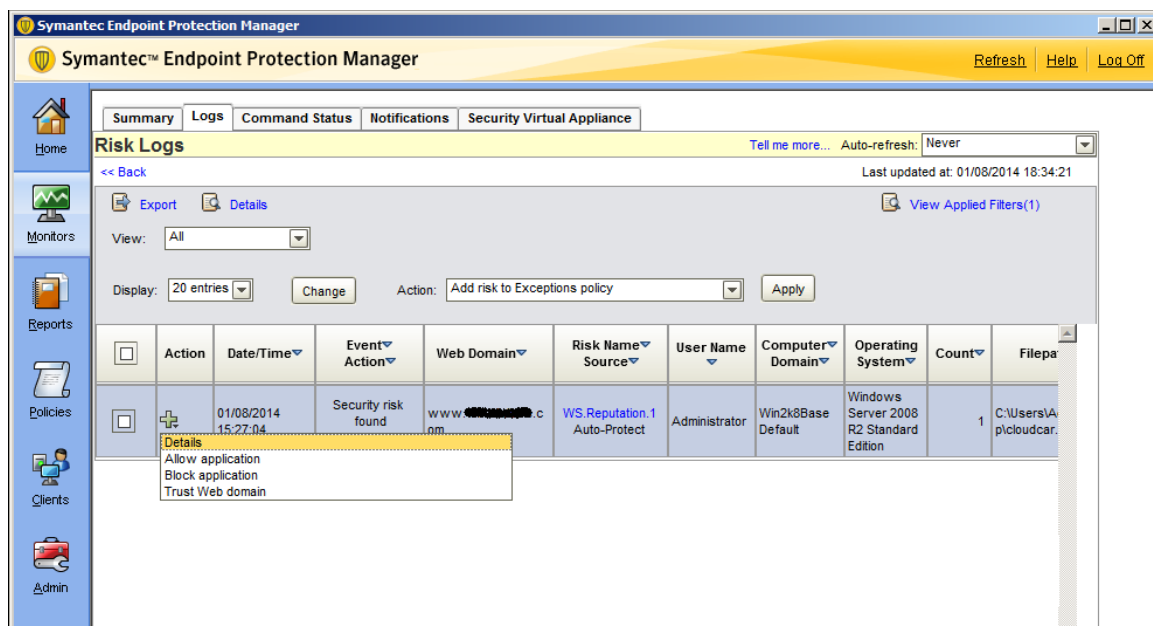 Symantec Endpoint Protection Manager
Symantec™ Endpoint Protection Manager
Refresh
Help
Log Off
Home
Monitors
Reports
Policies
Clients
Admin
Summary
Logs
Command Status
Notifications
Security Virtual Appliance
Risk Logs
Tell me more...
Auto-refresh:
Never
<< Back
Last updated at: 01/08/2014 18:34:21
Export
Details
View Applied Filters(1)
View:
All
Display:
20 entries
Change
Action:
Add risk to Exceptions policy
Apply
Action
Date/Time
Event
Action
Web Domain
Risk Name
Source
User Name
Computer
Domain
Operating
System
Count
Filepa
01/08/2014
15:27:04
Security risk
found
www. .c
om
WS.Reputation.1
Auto-Protect
Administrator
Win2k8Base
Default
Windows
Server 2008
R2 Standard
Edition
1
C:\Users\A
p\cloudcar.
Details
Allow application
Block application
Trust Web domain